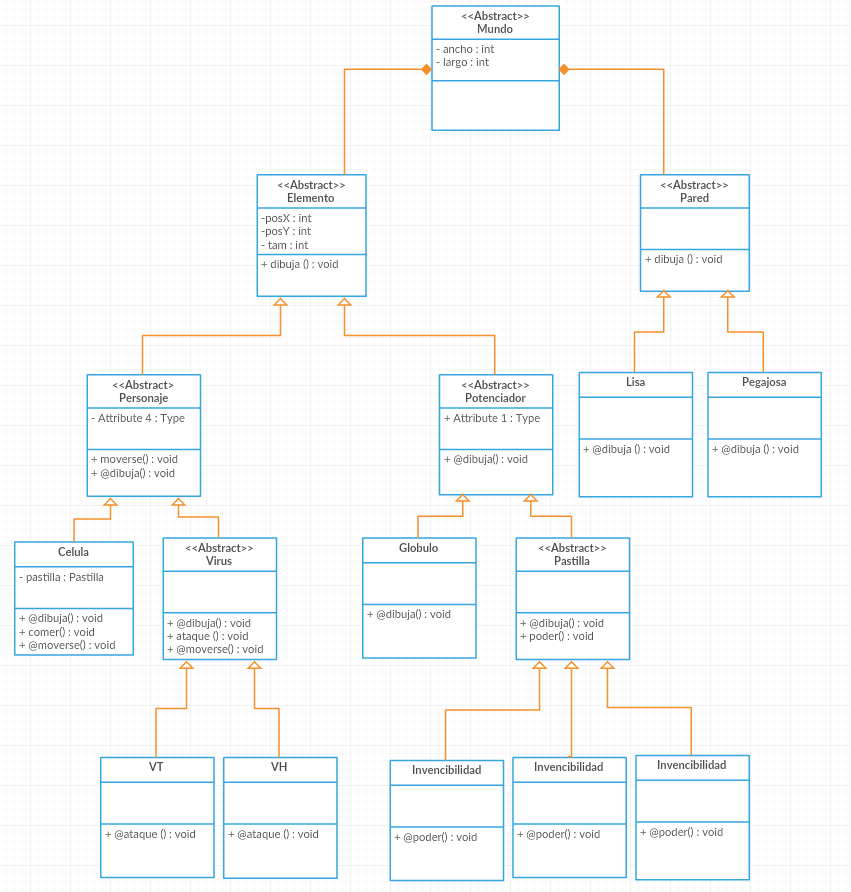 <<Abstract>>
Mundo
- ancho : int
- largo : int
<<Abstract>>
Elemento
-posX : int
-posY : int
- tam : int
+ dibuja () : void
<<Abstract>>
Pared
+ dibuja () : void
<<Abstract>
Personaje
- Attribute 4 : Type
+ moverse() : void
+ @dibuja() : void
<<Abstract>>
Potenciador
+ Attribute 1 : Type
+ @dibuja() : void
Lisa
+ @dibuja () : void
Pegajosa
+ @dibuja () : void
Celula
- pastilla : Pastilla
+ @dibuja() : void
+ comer() : void
+ @moverse() : void
<<Abstract>>
Virus
+ @dibuja() : void
+ ataque () : void
+ @moverse() : void
Globulo
+ @dibuja() : void
<<Abstract>>
Pastilla
+ @dibuja() : void
+ poder() : void
VT
+ @ataque () : void
VH
+ @ataque () : void
Invencibilidad
+ @poder() : void
Invencibilidad
+ @poder() : void
Invencibilidad
+ @poder() : void